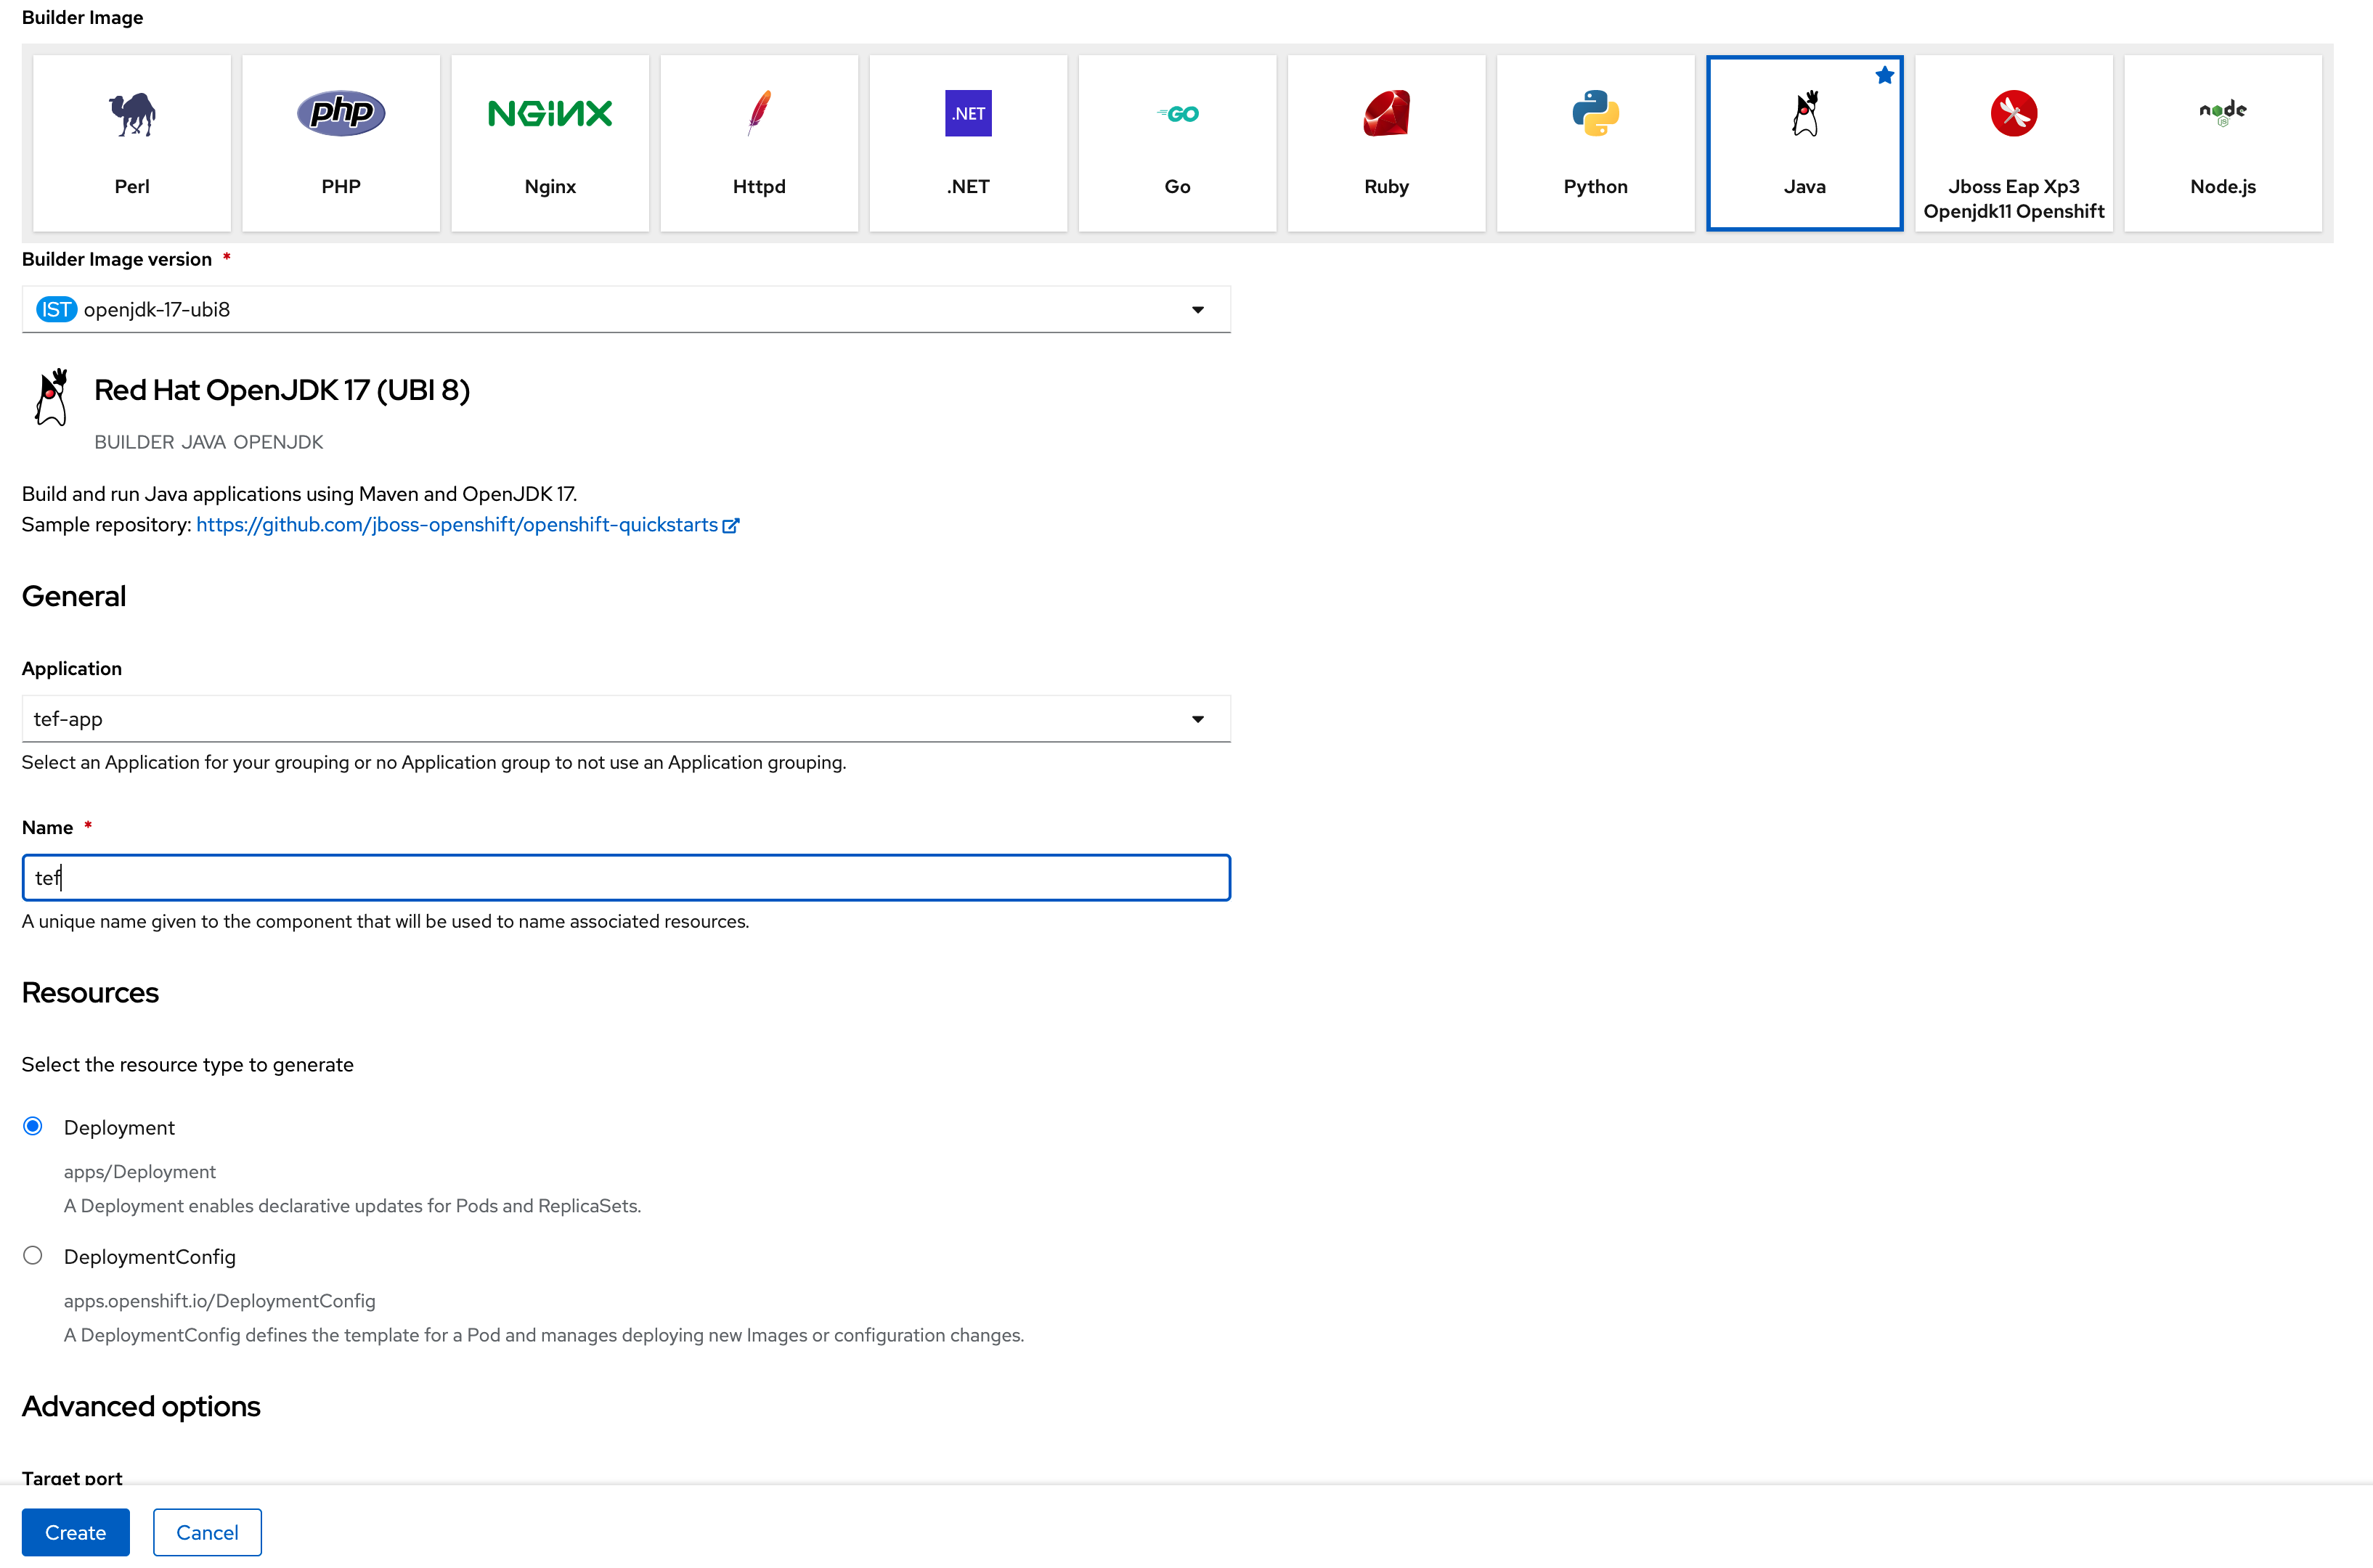 Builder Image
php
NGINX
.NET
GO
node
JS
Perl
PHP
Nginx
Httpd
.NET
Go
Ruby
Python
Java
Jboss Eap Xp3
Openjdk11 Openshift
Node.js
Builder Image version *
IST openjdk-17-ubi8
Red Hat OpenJDK 17 (UBI 8)
BUILDER JAVA OPENJDK
Build and run Java applications using Maven and OpenJDK 17.
Sample repository: https://github.com/jboss-openshift/openshift-quickstarts
General
Application
tef-app
Select an Application for your grouping or no Application group to not use an Application grouping.
Name *
tef
A unique name given to the component that will be used to name associated resources.
Resources
Select the resource type to generate
Deployment
apps/Deployment
A Deployment enables declarative updates for Pods and ReplicaSets.
DeploymentConfig
apps.openshift.io/DeploymentConfig
A DeploymentConfig defines the template for a Pod and manages deploying new Images or configuration changes.
Advanced options
Target port
Create
Cancel